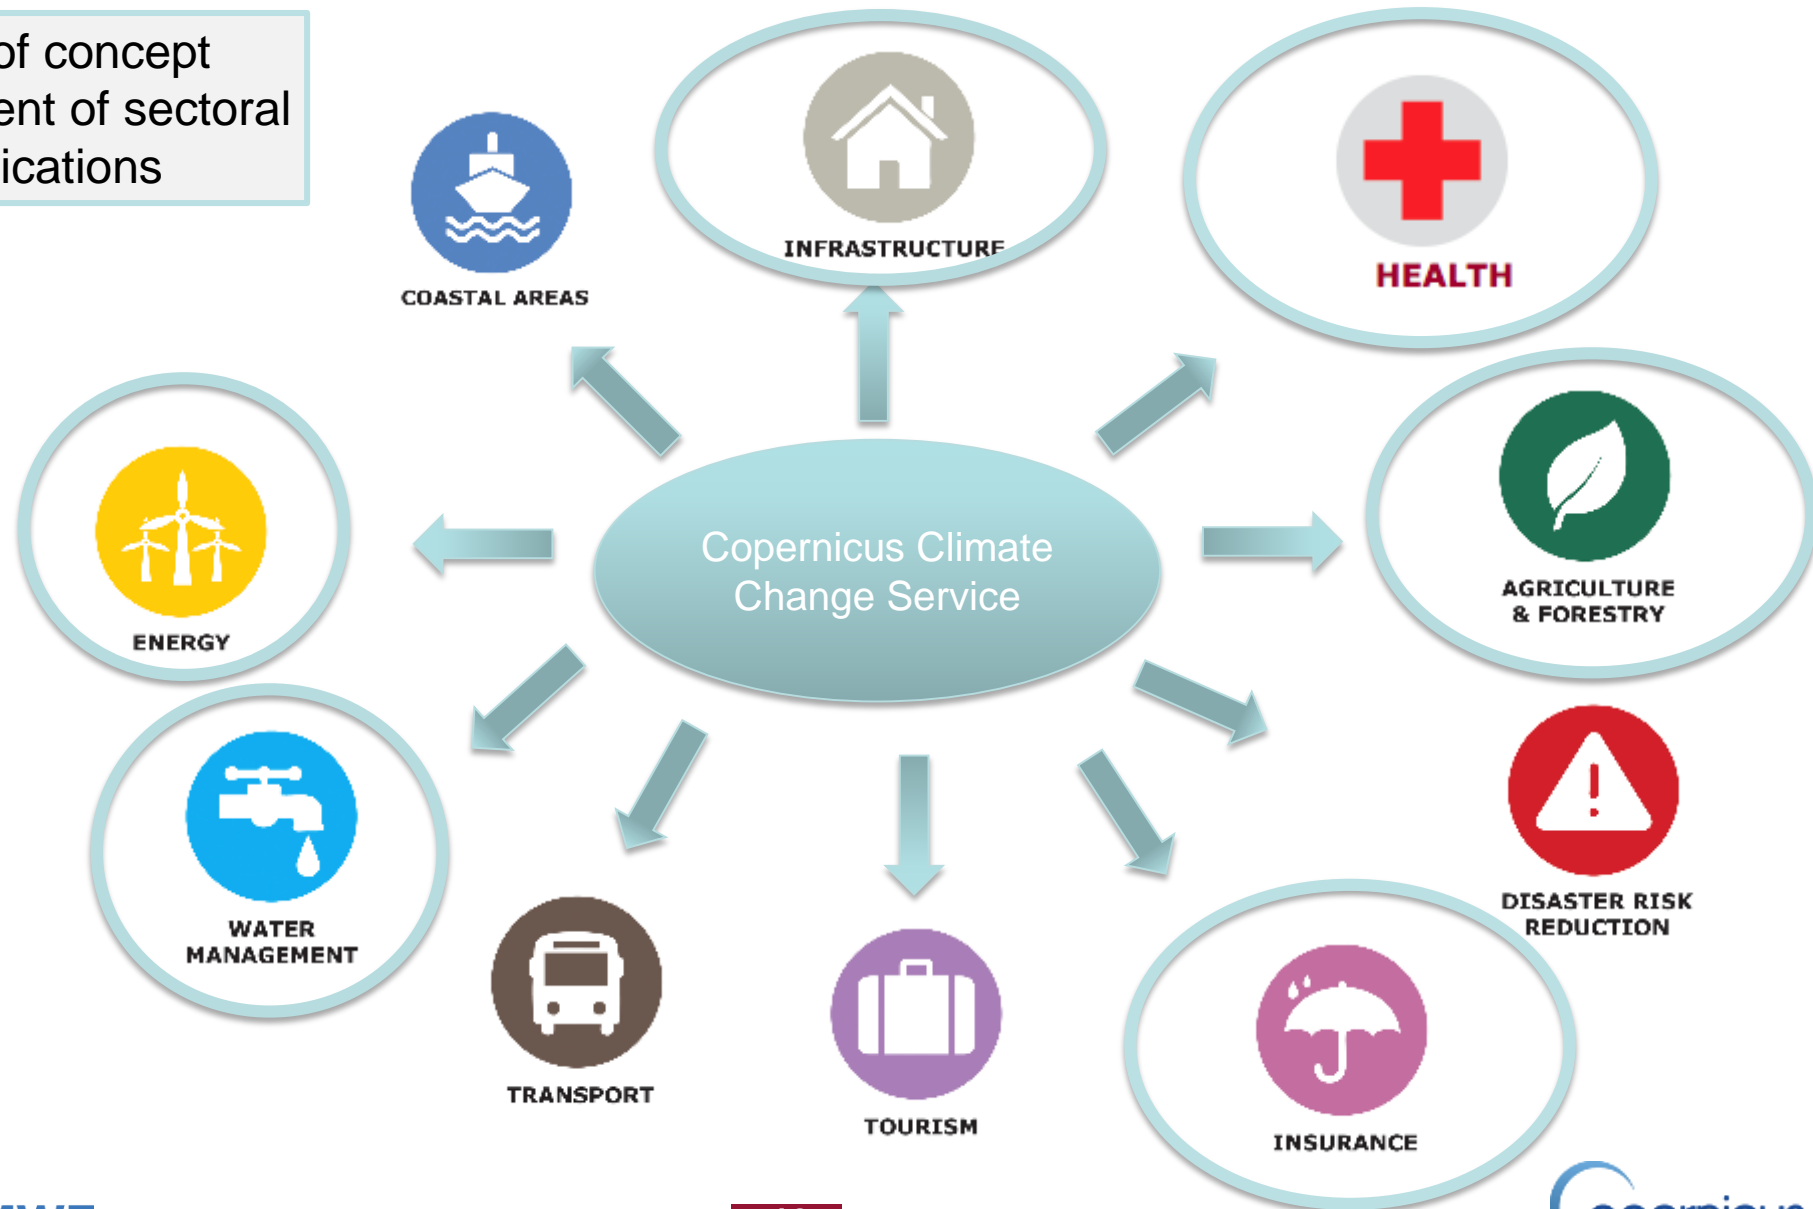 of concept
ent of sectoral
ications
COASTAL AREAS
INFRASTRUCTURE
HEALTH
ENERGY
Copernicus Climate
Change Service
AGRICULTURE
& FORESTRY
WATER
MANAGEMENT
TRANSPORT
TOURISM
INSURANCE
DISASTER RISK
REDUCTION